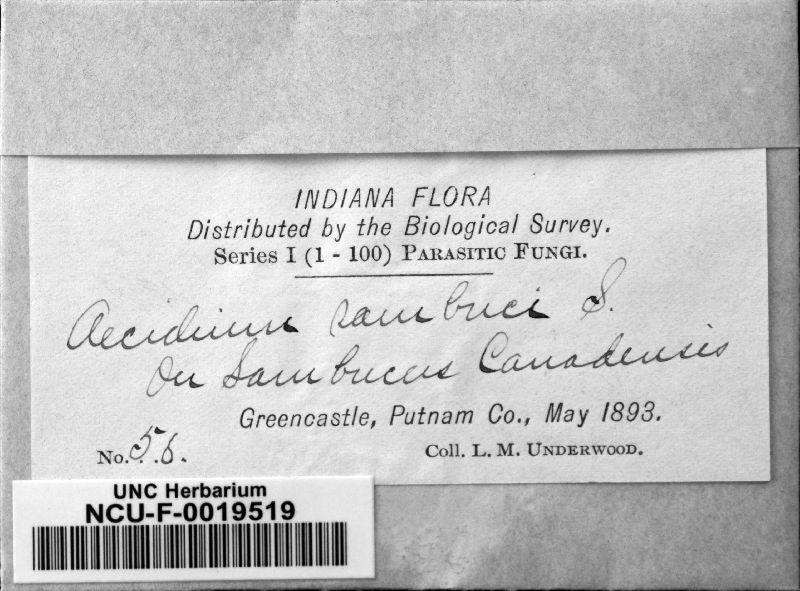 INDIANA FLORA
Distributed by the Biological Survey.
Series I (1 - 100) PARASITIC FUNGI.
Aecidium sambuci S.
On Sambucus Canadensis
Greencastle, Putnam Co., May 1893.
No. 56.
Coll. L. M. UNDERWOOD.
UNC Herbarium
NCU-F-0019519